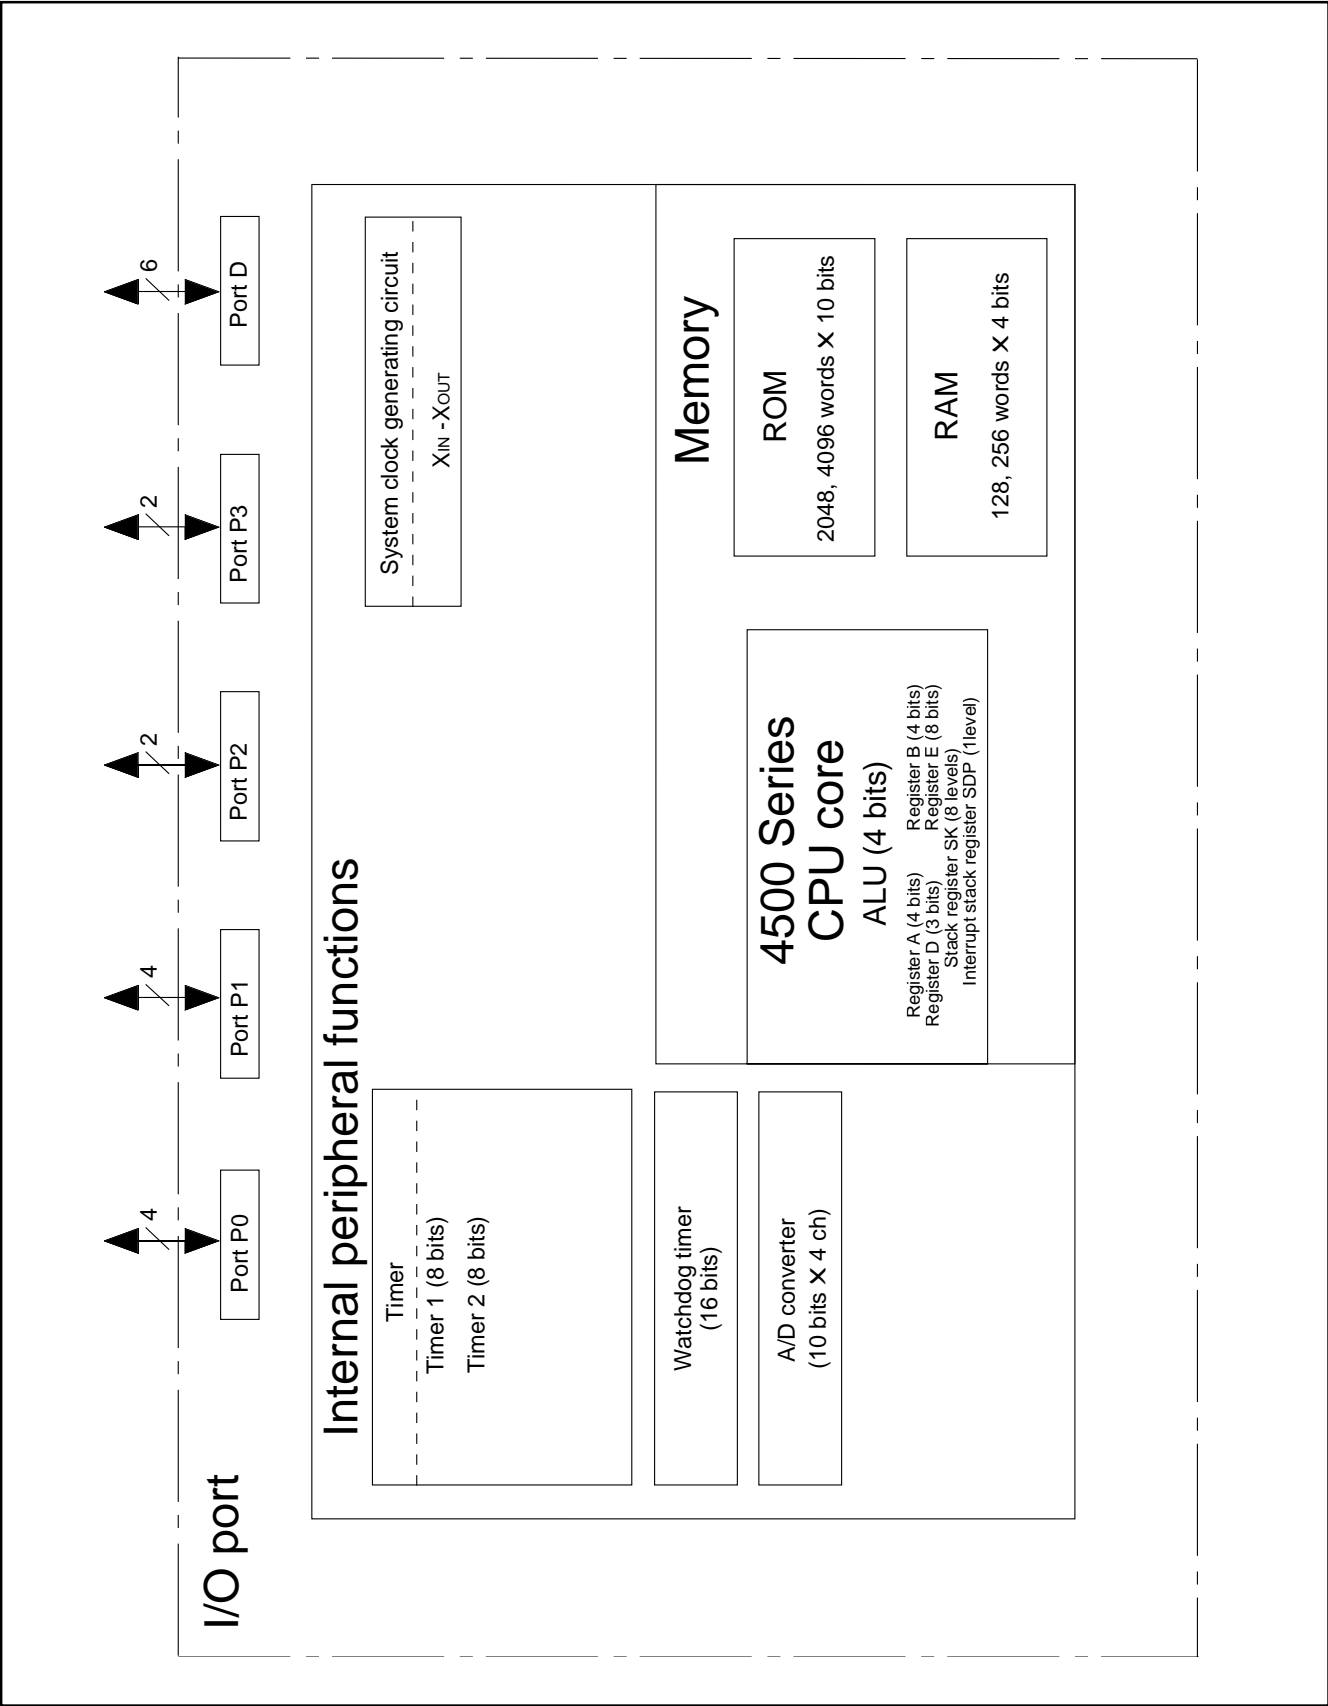 4
4
2
2
6
I/O port
Port P0
Port P1
Port P2
Port P3
Port D
Internal peripheral functions
Timer
Timer 1 (8 bits)
Timer 2 (8 bits)
Watchdog timer
(16 bits)
A/D converter
(10 bits ✕ 4 ch)
System clock generating circuit
XIN -XOUT
4500 Series
CPU core
ALU (4 bits)
Register A (4 bits) Register B (4 bits)
Register D (3 bits) Register E (8 bits)
Stack register SK (8 levels)
Interrupt stack register SDP (1level)
Memory
ROM
2048, 4096 words ✕ 10 bits
RAM
128, 256 words ✕ 4 bits